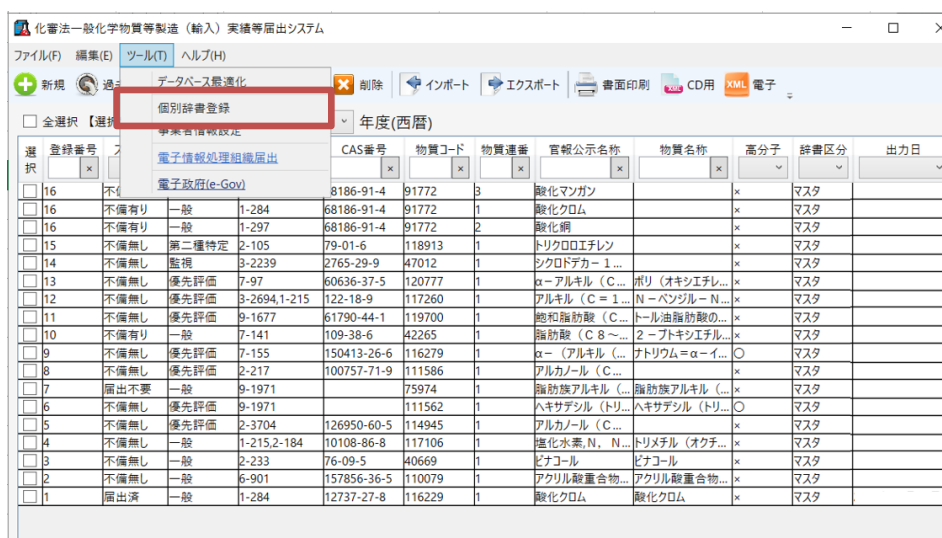 化審法一般化学物質等製造（輸入）実績等届出システム
ファイル(F) 編集(E) ツール(T) ヘルプ(H)
新規 過去 データベース最適化 削除 インポート エクスポート 書面印刷 CD用 XML 電子
個別辞書登録
全選択 【選択 年度(西暦)
事業者情報設定
選択 登録番号 CAS番号 物質コード 物質連番 官報公示名称 物質名称 高分子 辞書区分 出力日
電子情報処理組織届出
電子政府(e-Gov)
16 68186-91-4 91772 3 酸化マンガン × マスタ
16 不備有り 一般 1-284 68186-91-4 91772 1 酸化クロム × マスタ
16 不備有り 一般 1-297 68186-91-4 91772 2 酸化銅 × マスタ
15 不備無し 第二種特定 2-105 79-01-6 118913 1 トリクロロエチレン × マスタ
14 不備無し 監視 3-2239 2765-29-9 47012 1 シクロドデカー１... × マスタ
13 不備無し 優先評価 7-97 60636-37-5 120777 1 α－アルキル（C... ポリ（オキシエチレ... × マスタ
12 不備無し 優先評価 3-2694,1-215 122-18-9 117260 1 アルキル（C＝１... N－ベンジル－N... × マスタ
11 不備無し 優先評価 9-1677 61790-44-1 119700 1 飽和脂肪酸（C... トール油脂肪酸の... × マスタ
10 不備有り 一般 7-141 109-38-6 42265 1 脂肪酸（C８～... ２－ブトキシエチル... × マスタ
9 不備無し 優先評価 7-155 150413-26-6 116279 1 α－（アルキル（... ナトリウム＝α－イ... ○ マスタ
8 不備無し 優先評価 2-217 100757-71-9 111586 1 アルカノール（C... × マスタ
7 届出不要 一般 9-1971 75974 1 脂肪族アルキル（... 脂肪族アルキル（... × マスタ
6 不備無し 優先評価 9-1971 111562 1 ヘキサデシル（トリ... ヘキサデシル（トリ... ○ マスタ
5 不備無し 優先評価 2-3704 126950-60-5 114945 1 アルカノール（C... × マスタ
4 不備無し 一般 1-215,2-184 10108-86-8 117106 1 塩化水素,N，N... トリメチル（オクチ... × マスタ
3 不備無し 一般 2-233 76-09-5 40669 1 ピナコール ピナコール × マスタ
2 不備無し 一般 6-901 157856-36-5 110079 1 アクリル酸重合物... アクリル酸重合物... × マスタ
1 届出済 一般 1-284 12737-27-8 116229 1 酸化クロム 酸化クロム × マスタ